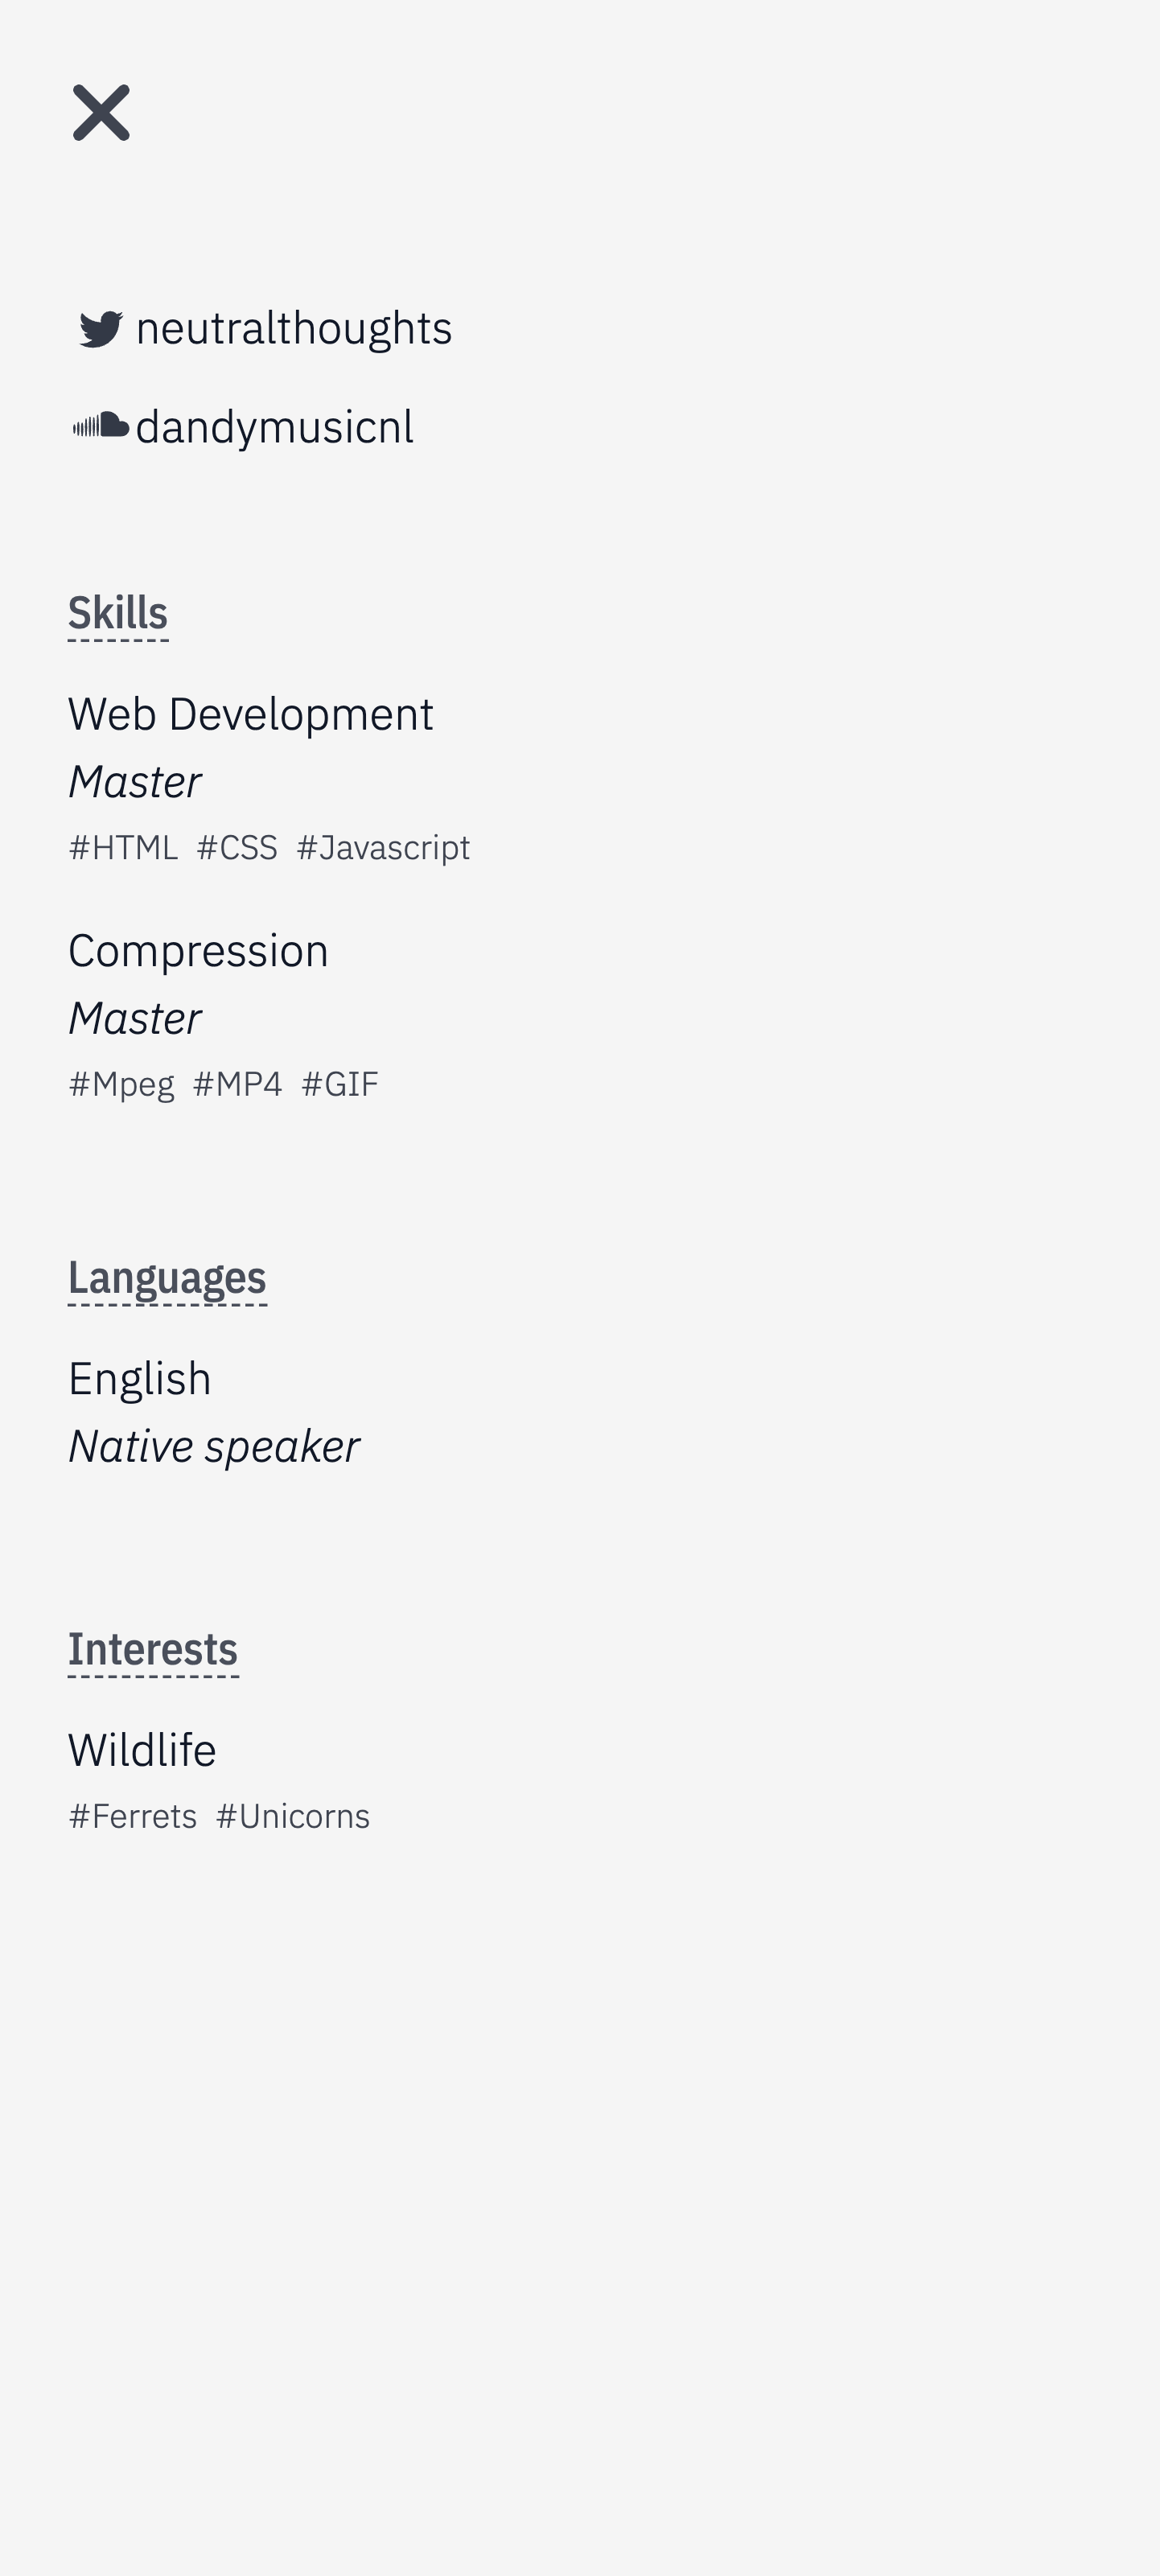 neutralthoughts
dandymusicnl
Skills
Web Development
Master
#HTML #CSS #Javascript
Compression
Master
#Mpeg #MP4 #GIF
Languages
English
Native speaker
Interests
Wildlife
#Ferrets #Unicorns